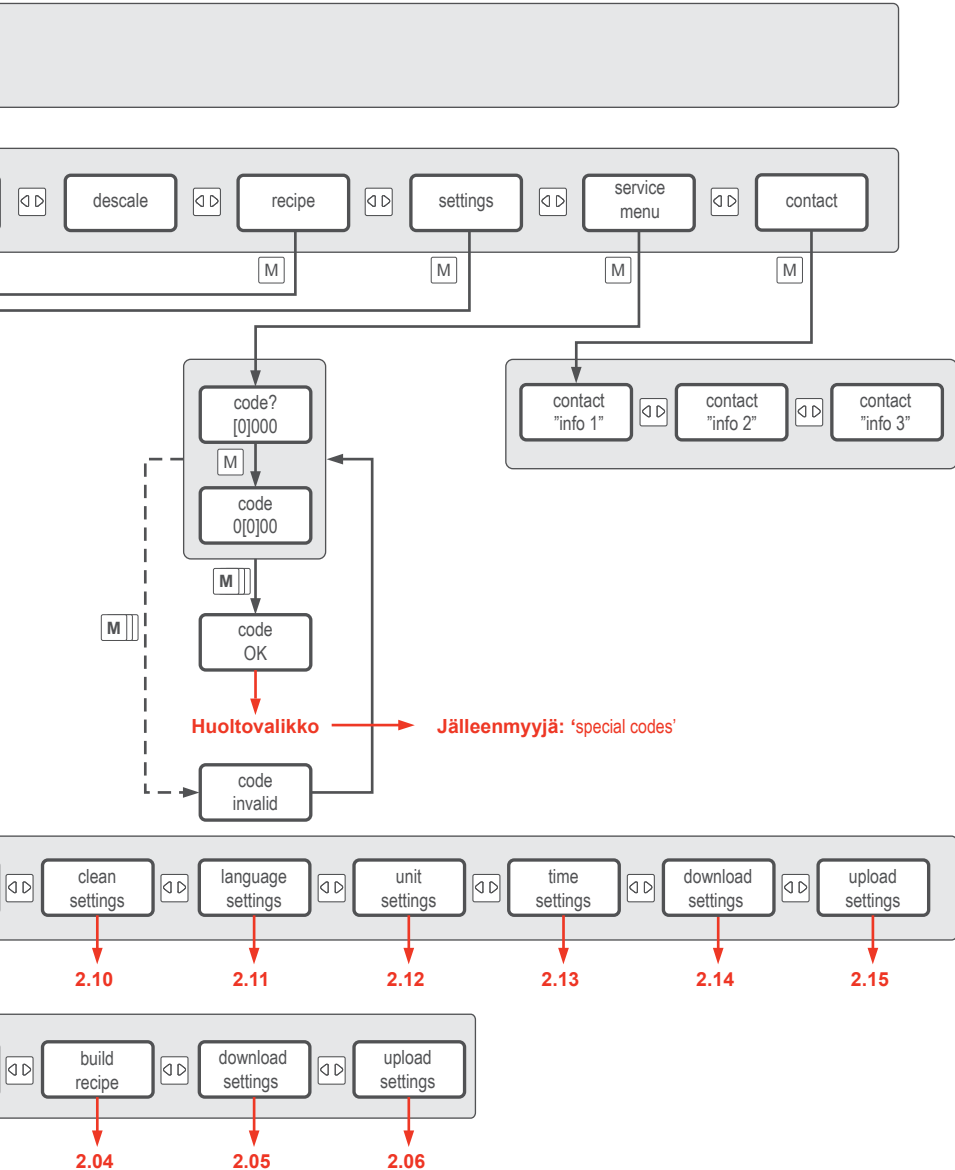 descale
recipe
settings
service
menu
contact
M
M
M
M
code?
[0]000
M
code
0[0]00
contact
"info 1"
contact
"info 2"
contact
"info 3"
M
M
code
OK
Huoltovalikko
Jälleenmyyjä: ‘special codes’
code
invalid
clean
settings
language
settings
unit
settings
time
settings
download
settings
upload
settings
2.10
2.11
2.12
2.13
2.14
2.15
build
recipe
download
settings
upload
settings
2.04
2.05
2.06